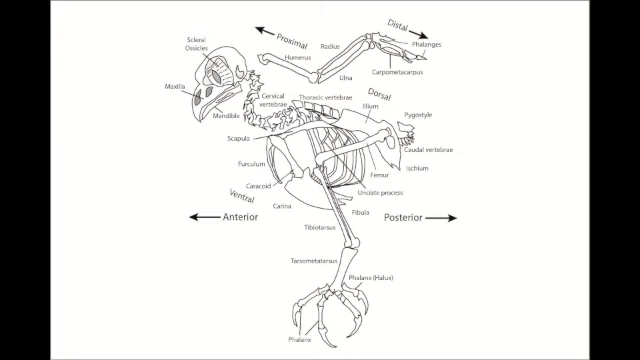 Distal
Proximal
Phalanges
Scleral
Ossicles
Radius
Humerus
Carpometacarpus
Ulna
Maxilla
Cervical
vertebrae
Thoracic vertebrae
Dorsal
Illium
Mandible
Pygostyle
Scapula
Caudal vertebrae
Furculum
Ischium
Femur
Caracoid
Unciate process
Ventral
Carina
Fibula
Anterior
Posterior
Tibiotarsus
Tarsometatarsus
Phalanx (Halux)
Phalanx